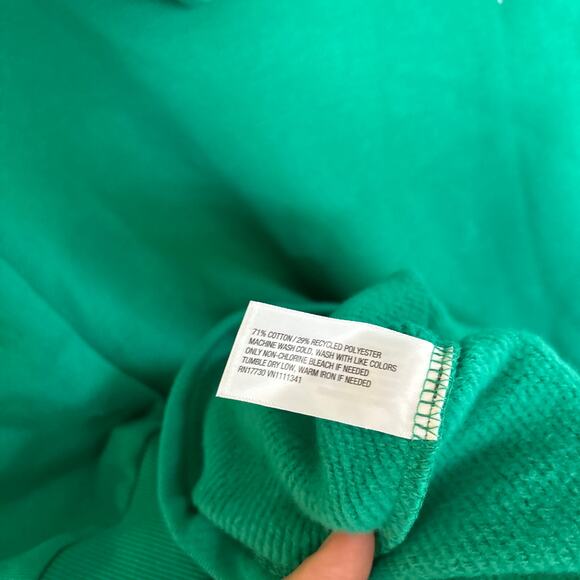 71% COTTON / 29% RECYCLED POLYESTER
MACHINE WASH COLD, WASH WITH LIKE COLORS
ONLY NON-CHLORINE BLEACH IF NEEDED
TUMBLE DRY LOW, WARM IRON IF NEEDED
RN17730 VN1111341